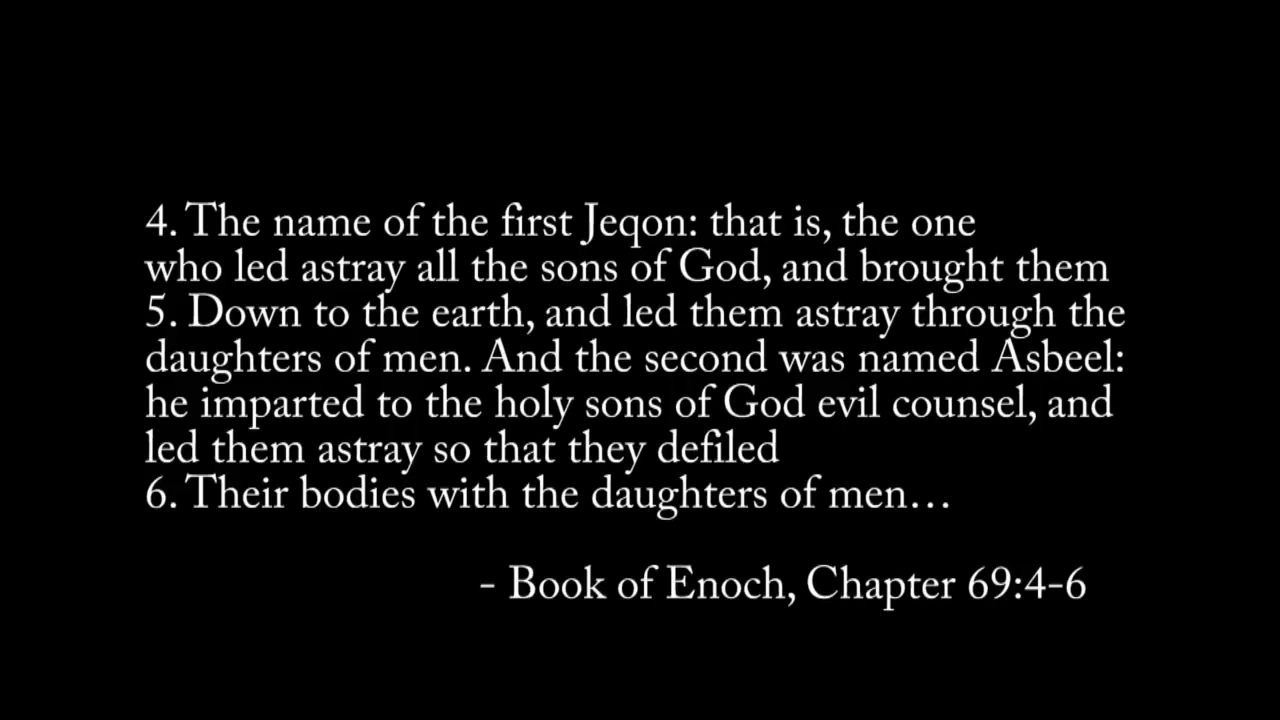 4. The name of the first Jeqon: that is, the one
who led astray all the sons of God, and brought them
5. Down to the earth, and led them astray through the
daughters of men. And the second was named Asbeel:
he imparted to the holy sons of God evil counsel, and
led them astray so that they defiled
6. Their bodies with the daughters of men...
- Book of Enoch, Chapter 69:4-6